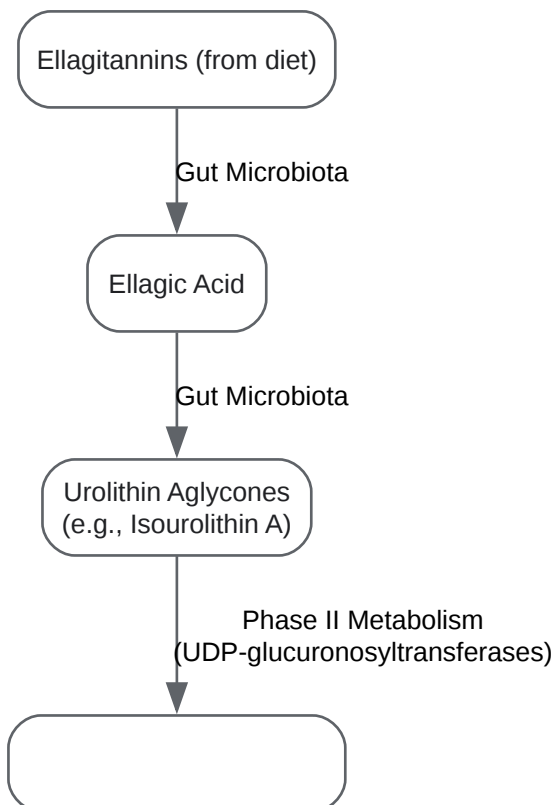 Ellagitannins (from diet)
Gut Microbiota
Ellagic Acid
Gut Microbiota
Urolithin Aglycones
(e.g., Isourolithin A)
Phase II Metabolism
(UDP-glucuronosyltransferases)